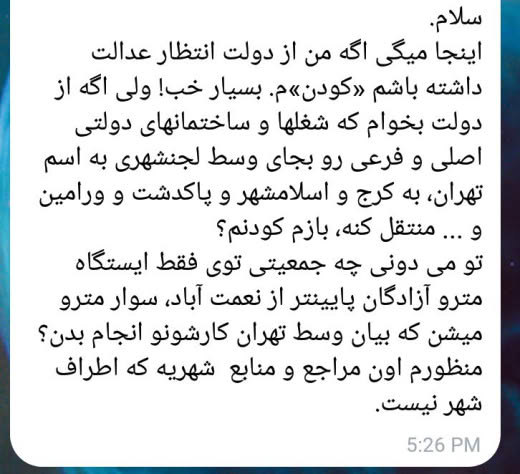 سلام.
اینجا میگی اگه من از دولت انتظار عدالت
داشته باشم «کودن»م. بسیار خب! ولی اگه از
دولت بخوام که شغلها و ساختمانهای دولتی
اصلی و فرعی رو بجای وسط لجنشهری به اسم
تهران، به کرج و اسلامشهر و پاکدشت و ورامین
و ... منتقل کنه، بازم کودنم؟
تو می دونی چه جمعیتی توی فقط ایستگاه
مترو آزادگان پایینتر از نعمت آباد، سوار مترو
میشن که بیان وسط تهران کارشونو انجام بدن؟
منظورم اون مراجع و منابع شهریه که اطراف
شهر نیست.
5:26 PM